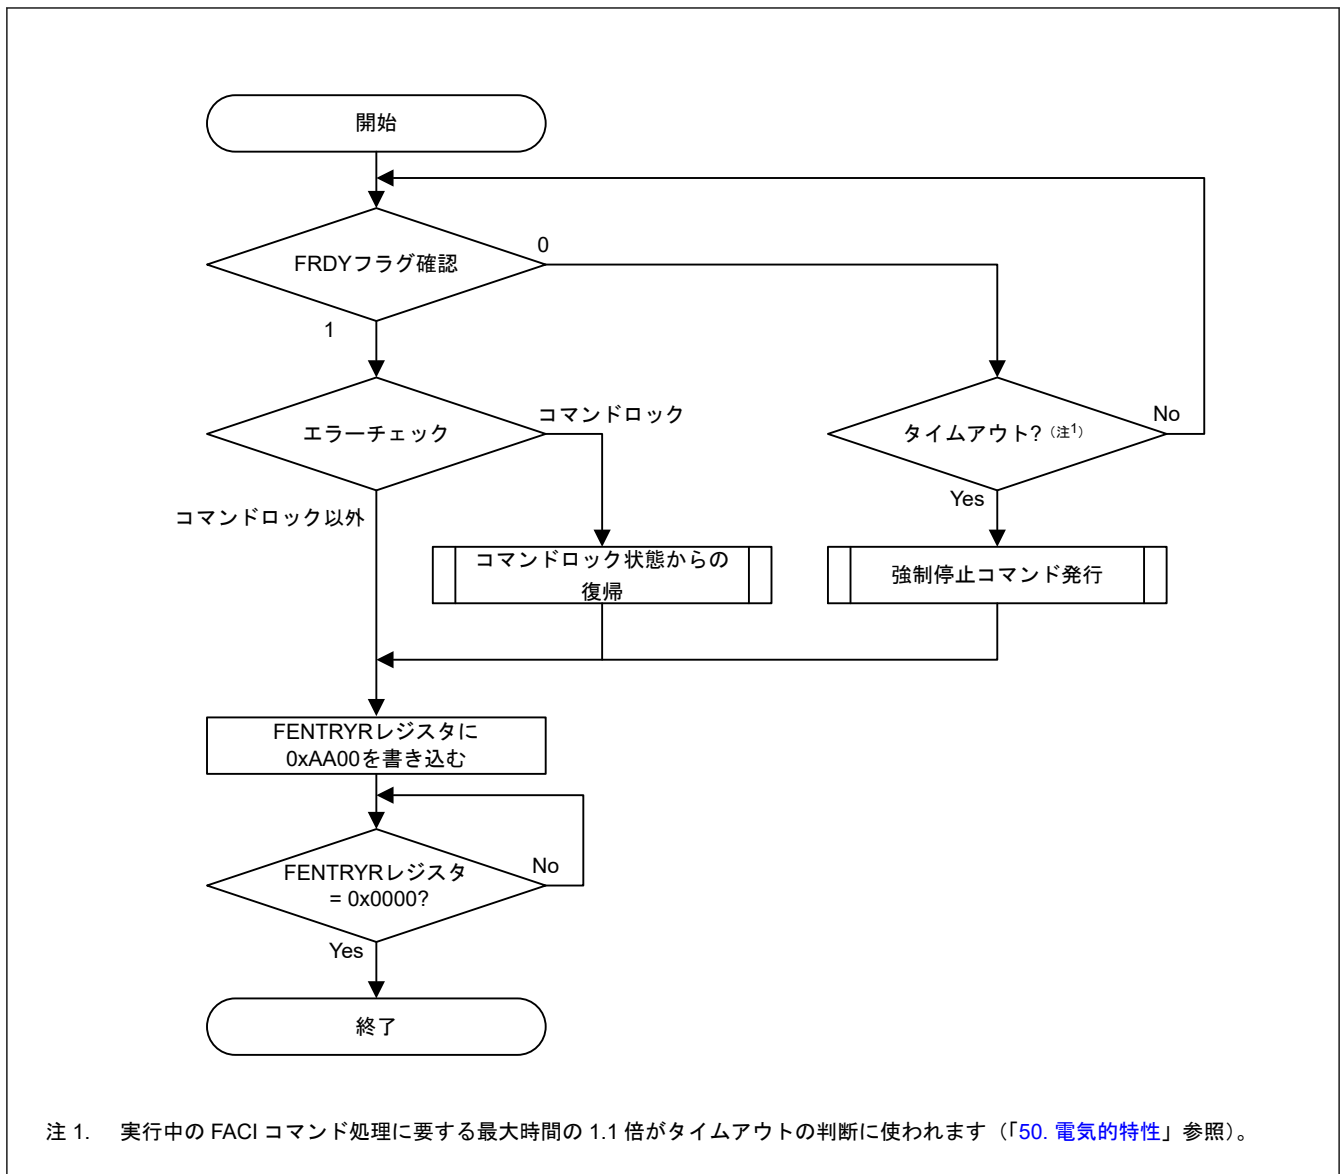 開始
FRDYフラグ確認
0
1
エラーチェック
コマンドロック
タイムアウト? (注1)
No
コマンドロック以外
Yes
コマンドロック状態からの
復帰
強制停止コマンド発行
FENTRYRレジスタに
0xAA00を書き込む
FENTRYRレジスタ
= 0x0000?
No
Yes
終了
注 1. 実行中の FACI コマンド処理に要する最大時間の 1.1 倍がタイムアウトの判断に使われます(「50. 電気的特性」参照)。